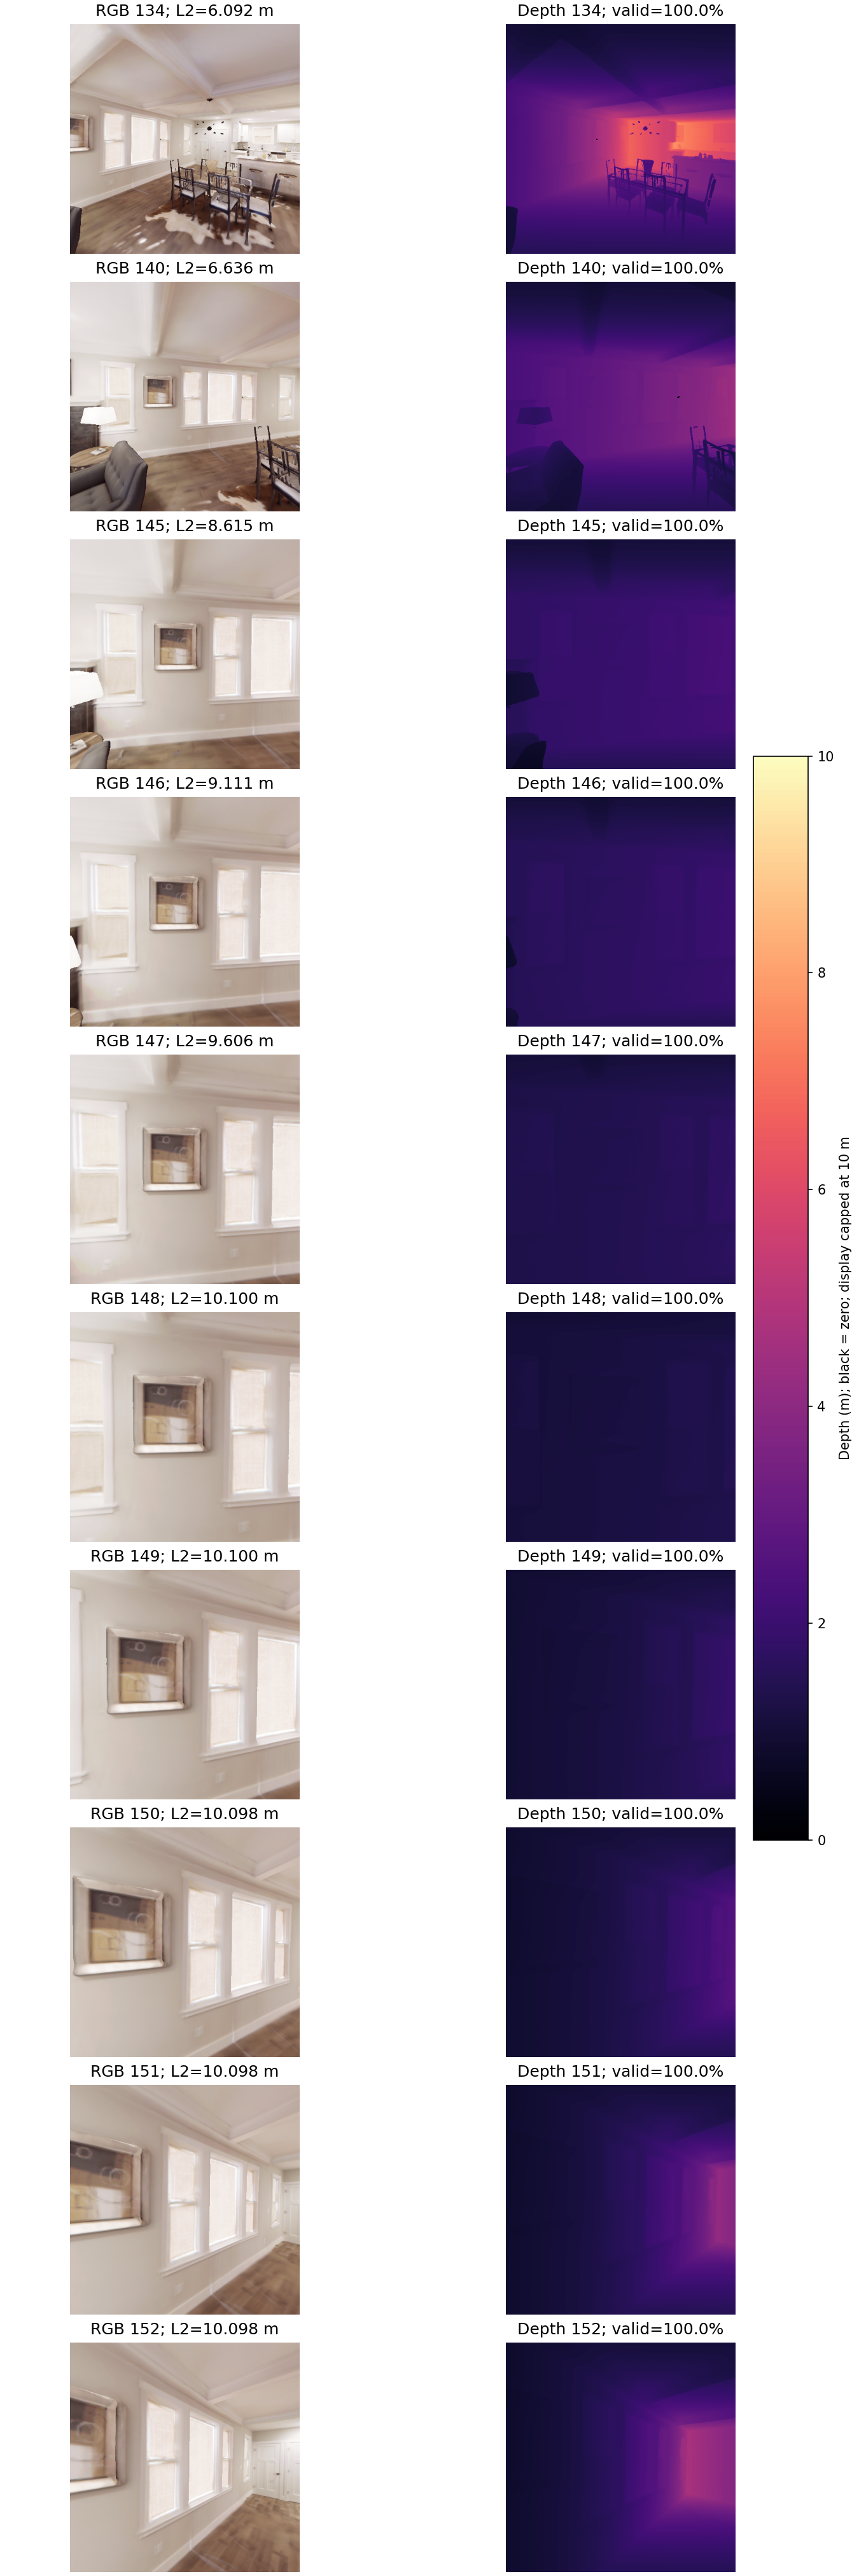 RGB 134; L2=6.092 m
Depth 134; valid=100.0%
RGB 140; L2=6.636 m
Depth 140; valid=100.0%
RGB 145; L2=8.615 m
Depth 145; valid=100.0%
RGB 146; L2=9.111 m
Depth 146; valid=100.0%
RGB 147; L2=9.606 m
Depth 147; valid=100.0%
RGB 148; L2=10.100 m
Depth 148; valid=100.0%
RGB 149; L2=10.100 m
Depth 149; valid=100.0%
RGB 150; L2=10.098 m
Depth 150; valid=100.0%
RGB 151; L2=10.098 m
Depth 151; valid=100.0%
RGB 152; L2=10.098 m
Depth 152; valid=100.0%
10
8
6
4
2
0
Depth (m); black = zero; display capped at 10 m